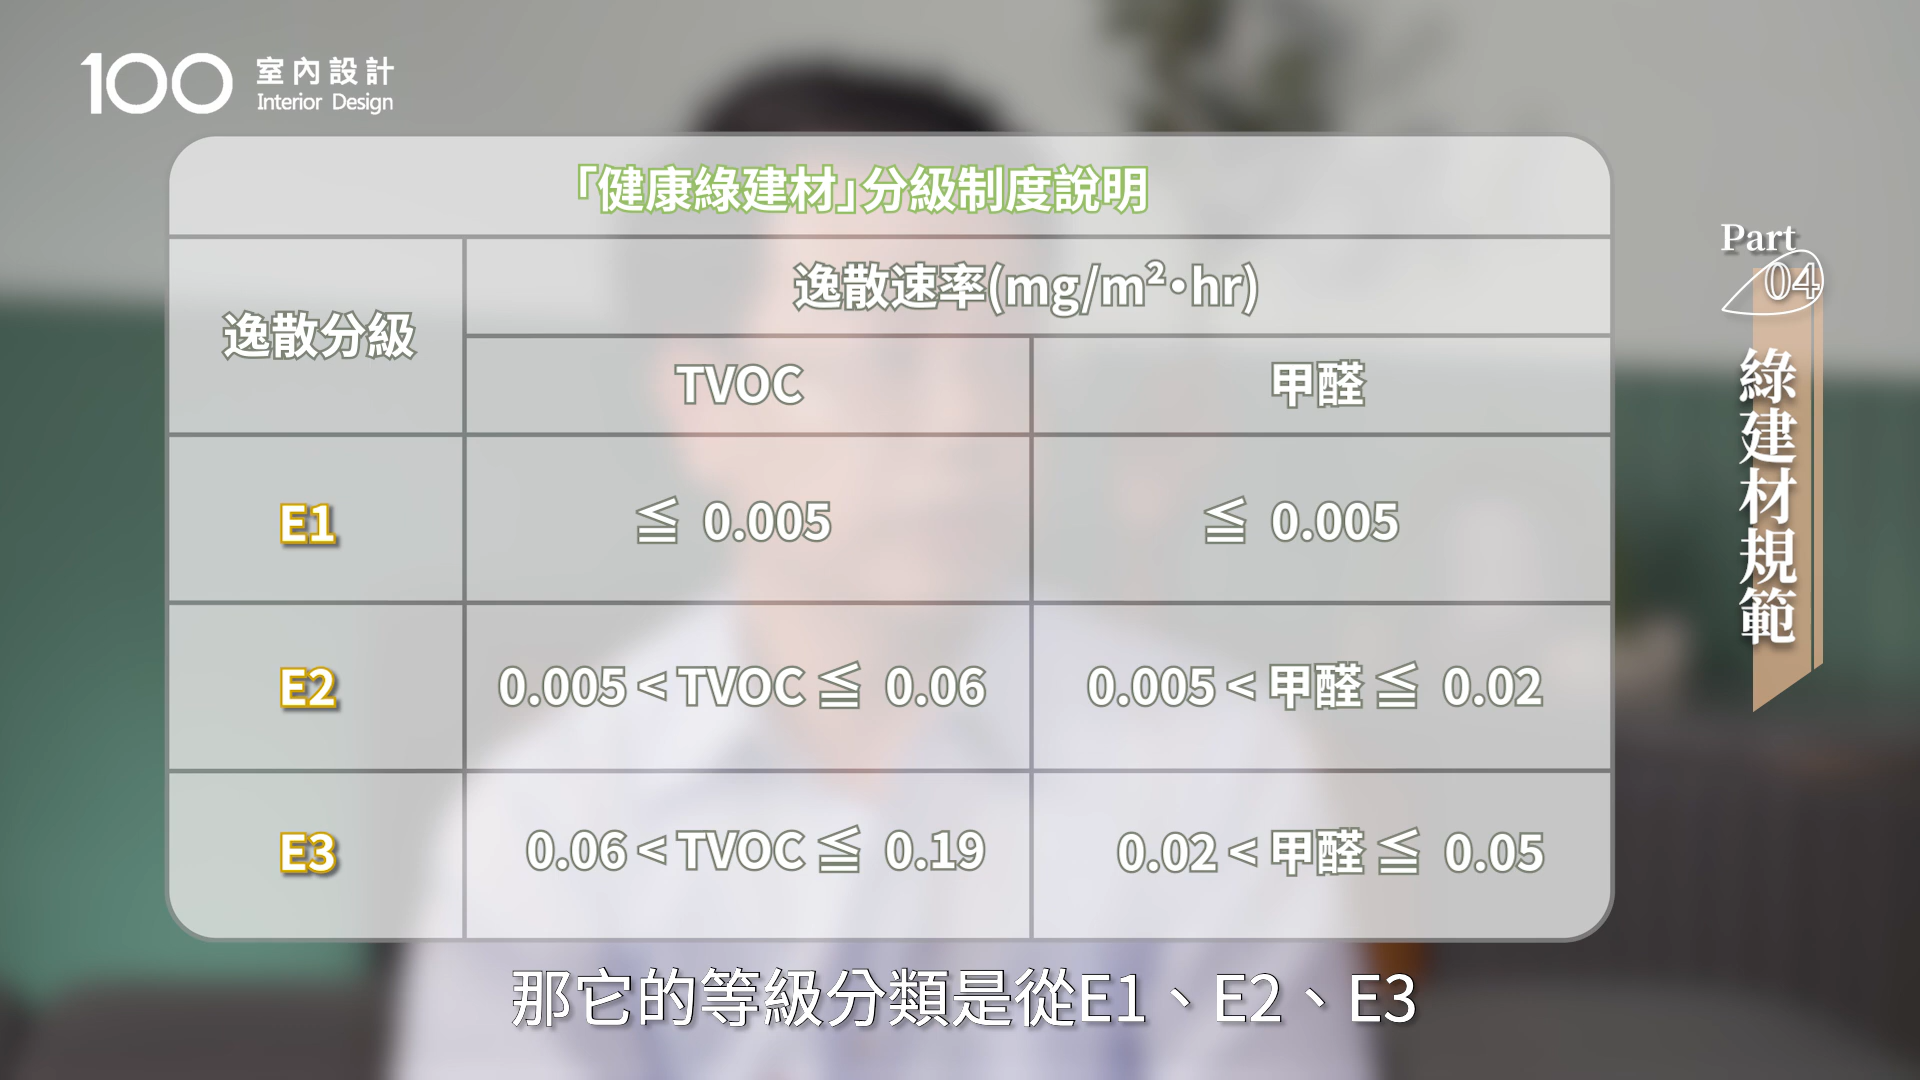 100 室內設計
Interior Design
「健康綠建材」分級制度說明
逸散分級
逸散速率(mg/m²•hr)
TVOC
甲醛
E1
≦ 0.005
≦ 0.005
E2
0.005 < TVOC ≦ 0.06
0.005 < 甲醛 ≦ 0.02
E3
0.06 < TVOC ≦ 0.19
0.02 < 甲醛 ≦ 0.05
Part
04
綠建材規範
那它的等級分類是從E1、E2、E3